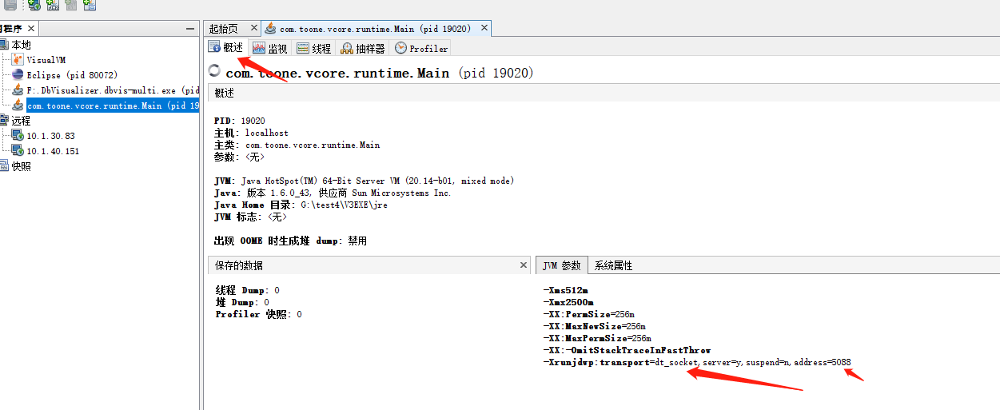 程序
本地
VisualVM
Eclipse (pid 80072)
F:.DbVisualizer.dbvis-multi.exe (pid
com.toone.vcore.runtime.Main (pid 19
远程
10.1.30.83
10.1.40.151
快照
起始页
com.toone.vcore.runtime.Main (pid 19020)
概述 监视 线程 抽样器 Profiler
com.toone.vcore.runtime.Main (pid 19020)
概述
PID: 19020
主机: localhost
主类: com.toone.vcore.runtime.Main
参数: <无>
JVM: Java HotSpot(TM) 64-Bit Server VM (20.14-b01, mixed mode)
Java: 版本 1.6.0_43, 供应商 Sun Microsystems Inc.
Java Home 目录: G:\test4\V3EXE\jre
JVM 标志: <无>
出现 OOME 时生成堆 dump: 禁用
保存的数据
线程 Dump: 0
堆 Dump: 0
Profiler 快照: 0
JVM 参数 系统属性
-Xms512m
-Xmx2500m
-XX:PermSize=256m
-XX:MaxNewSize=256m
-XX:MaxPermSize=256m
-XX:-OmitStackTraceInFastThrow
-Xrunjdwp:transport=dt_socket,server=y,suspend=n,address=5088